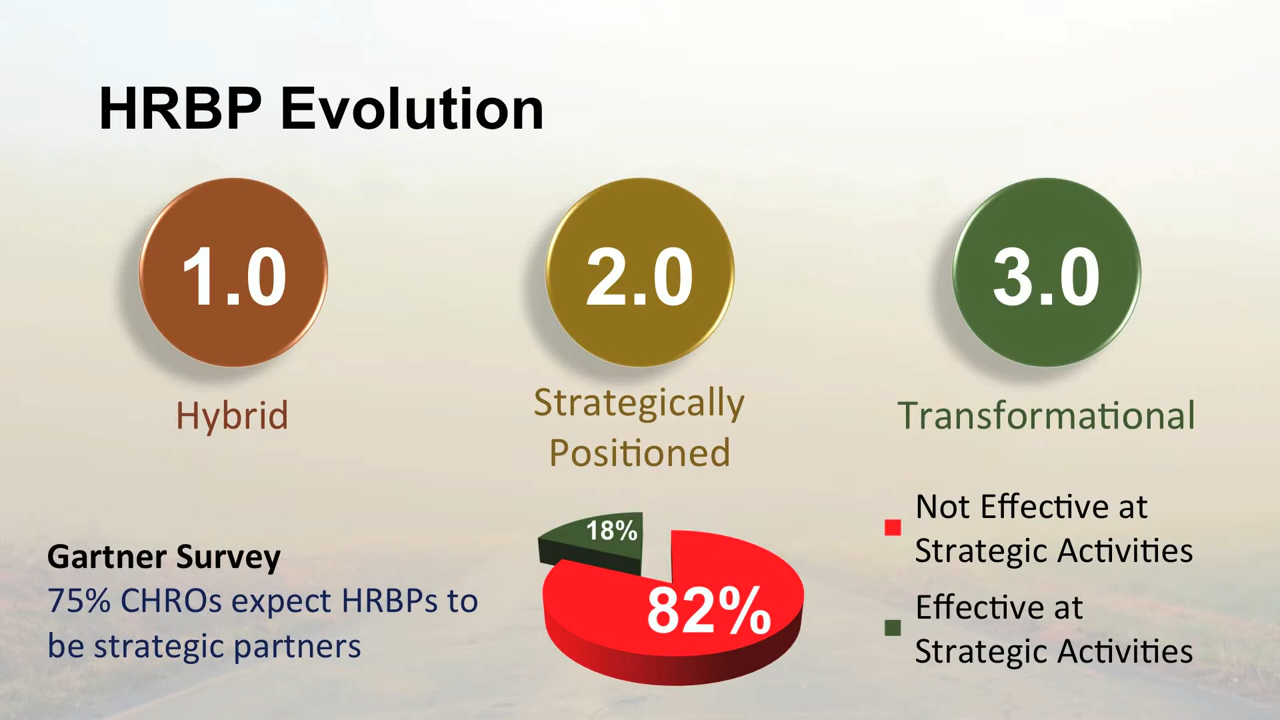 HRBP Evolution
1.0
2.0
3.0
Hybrid
Strategically
Positioned
Transformational
Gartner Survey
75% CHROs expect HRBPs to
be strategic partners
18%
82%
Not Effective at
Strategic Activities
Effective at
Strategic Activities